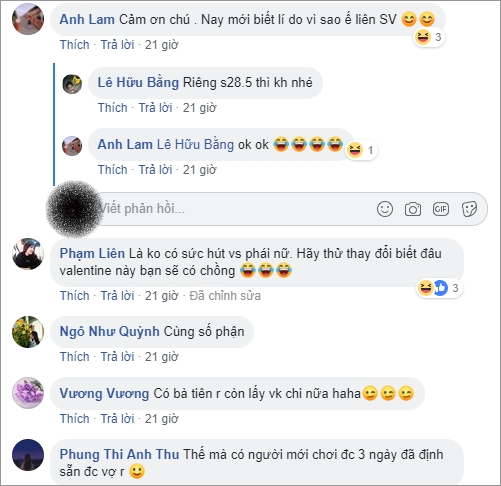 Anh Lam Cảm ơn chú . Nay mới biết lí do vì sao ế liên SV 😊😊
3
Thích · Trả lời · 21 giờ
Lê Hữu Bằng Riêng s28.5 thì kh nhé
Thích · Trả lời · 21 giờ
Anh Lam Lê Hữu Bằng ok ok 😂😂😂😂
1
Thích · Trả lời · 21 giờ
Viết phản hồi...
GIF
Phạm Liên Là ko có sức hút vs phái nữ. Hãy thử thay đổi biết đâu
valentine này bạn sẽ có chồng 😂😂😂
3
Thích · Trả lời · 21 giờ · Đã chỉnh sửa
Ngô Như Quỳnh Cùng số phận
Thích · Trả lời · 21 giờ
Vương Vương Có bà tiên r còn lấy vk chi nữa haha😉😉😉
Thích · Trả lời · 21 giờ
Phung Thi Anh Thu Thế mà có người mới chơi đc 3 ngày đã định
sẵn đc vợ r 🙂